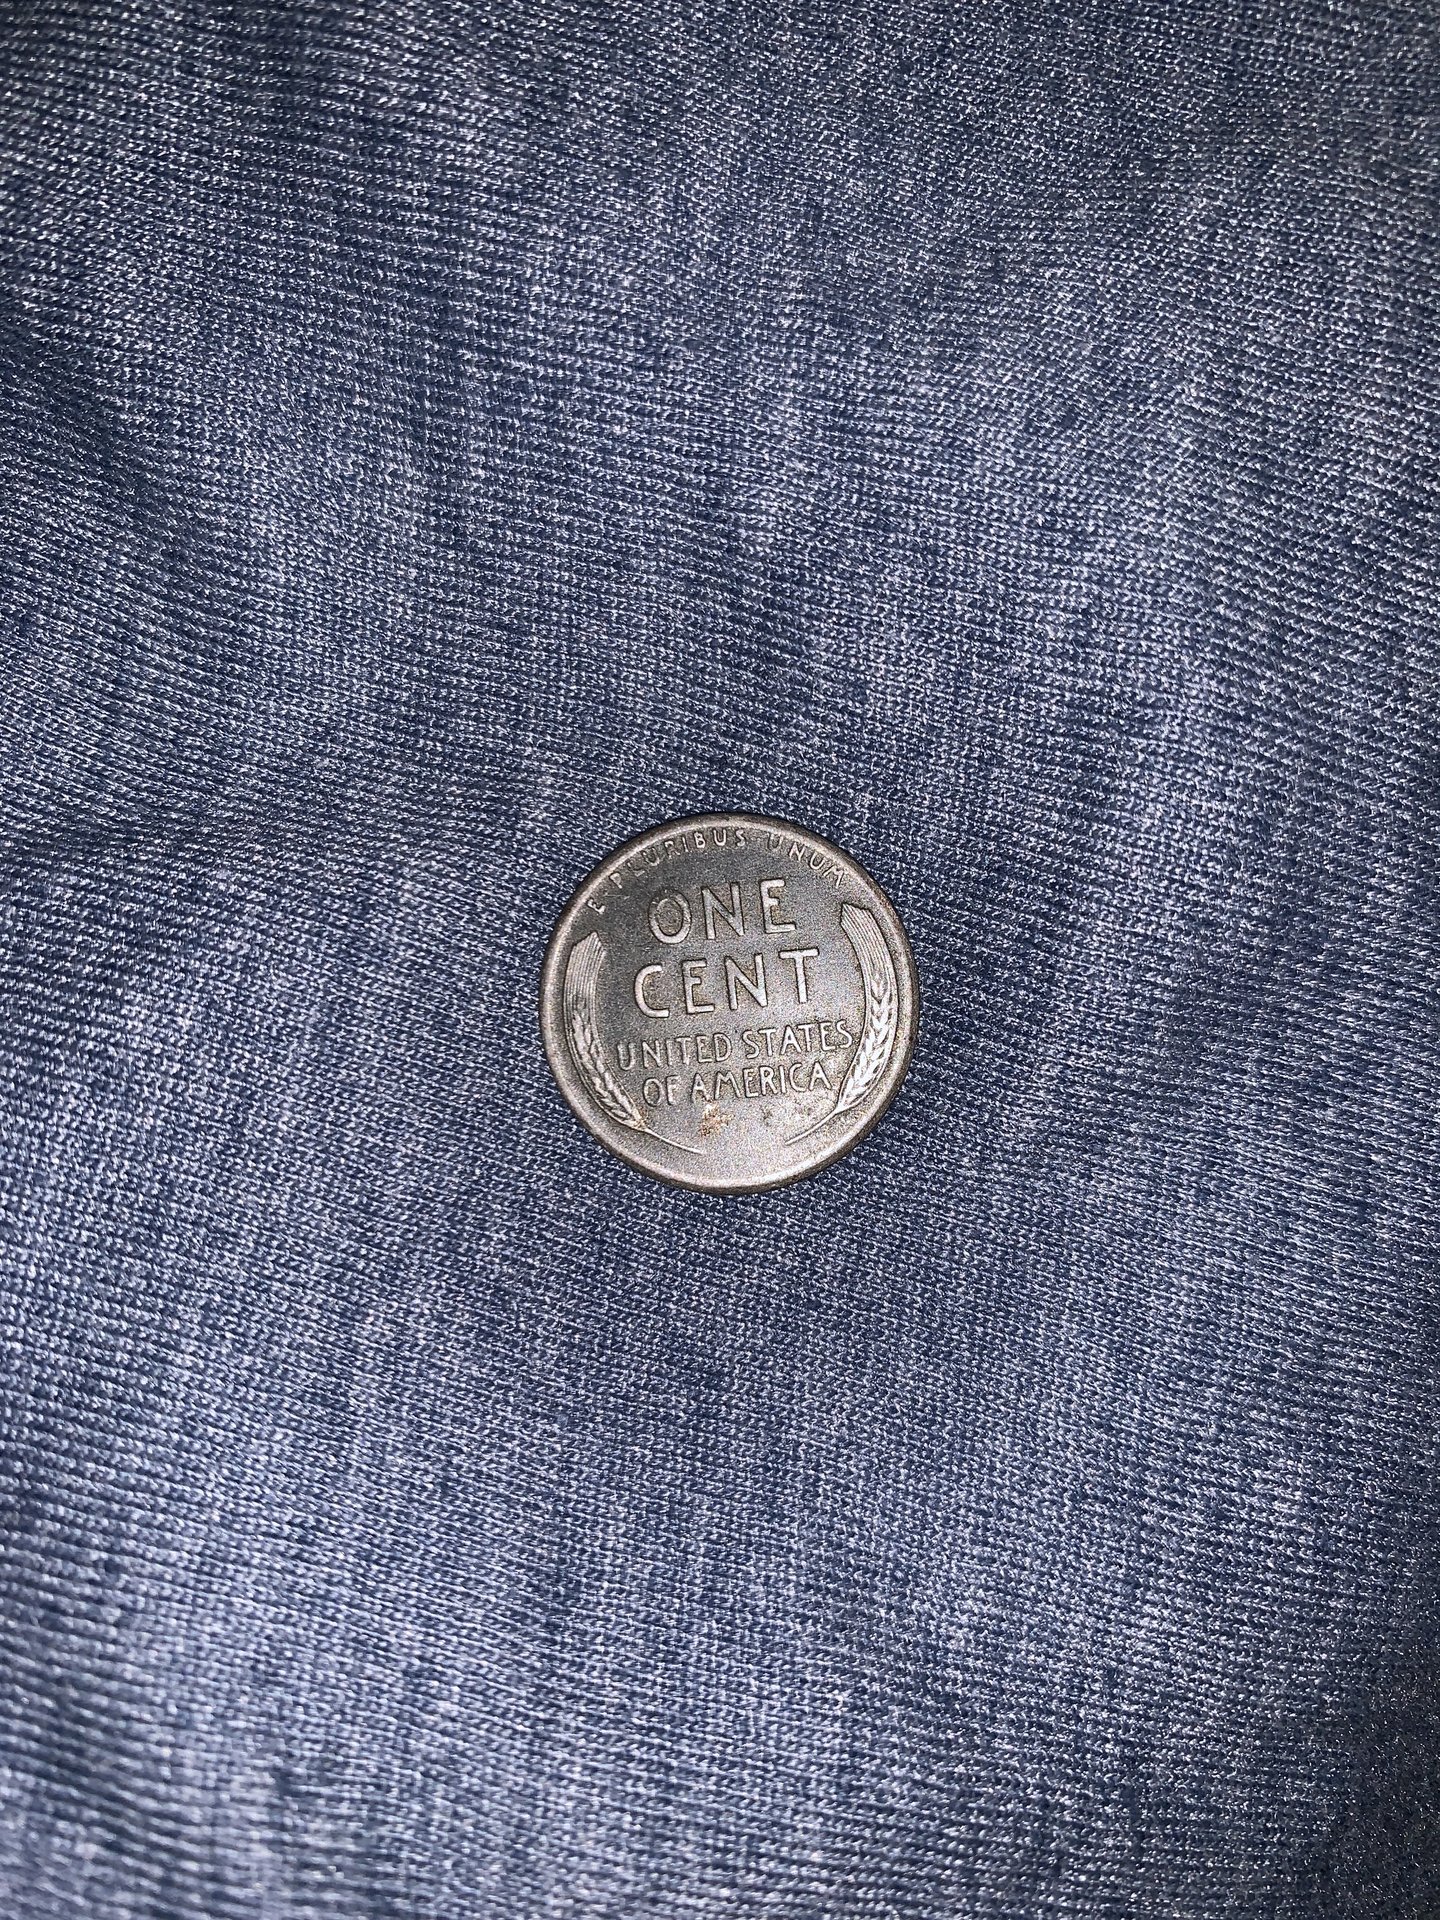 E PLURIBUS UNUM
ONE
CENT
UNITED STATES
OF AMERICA